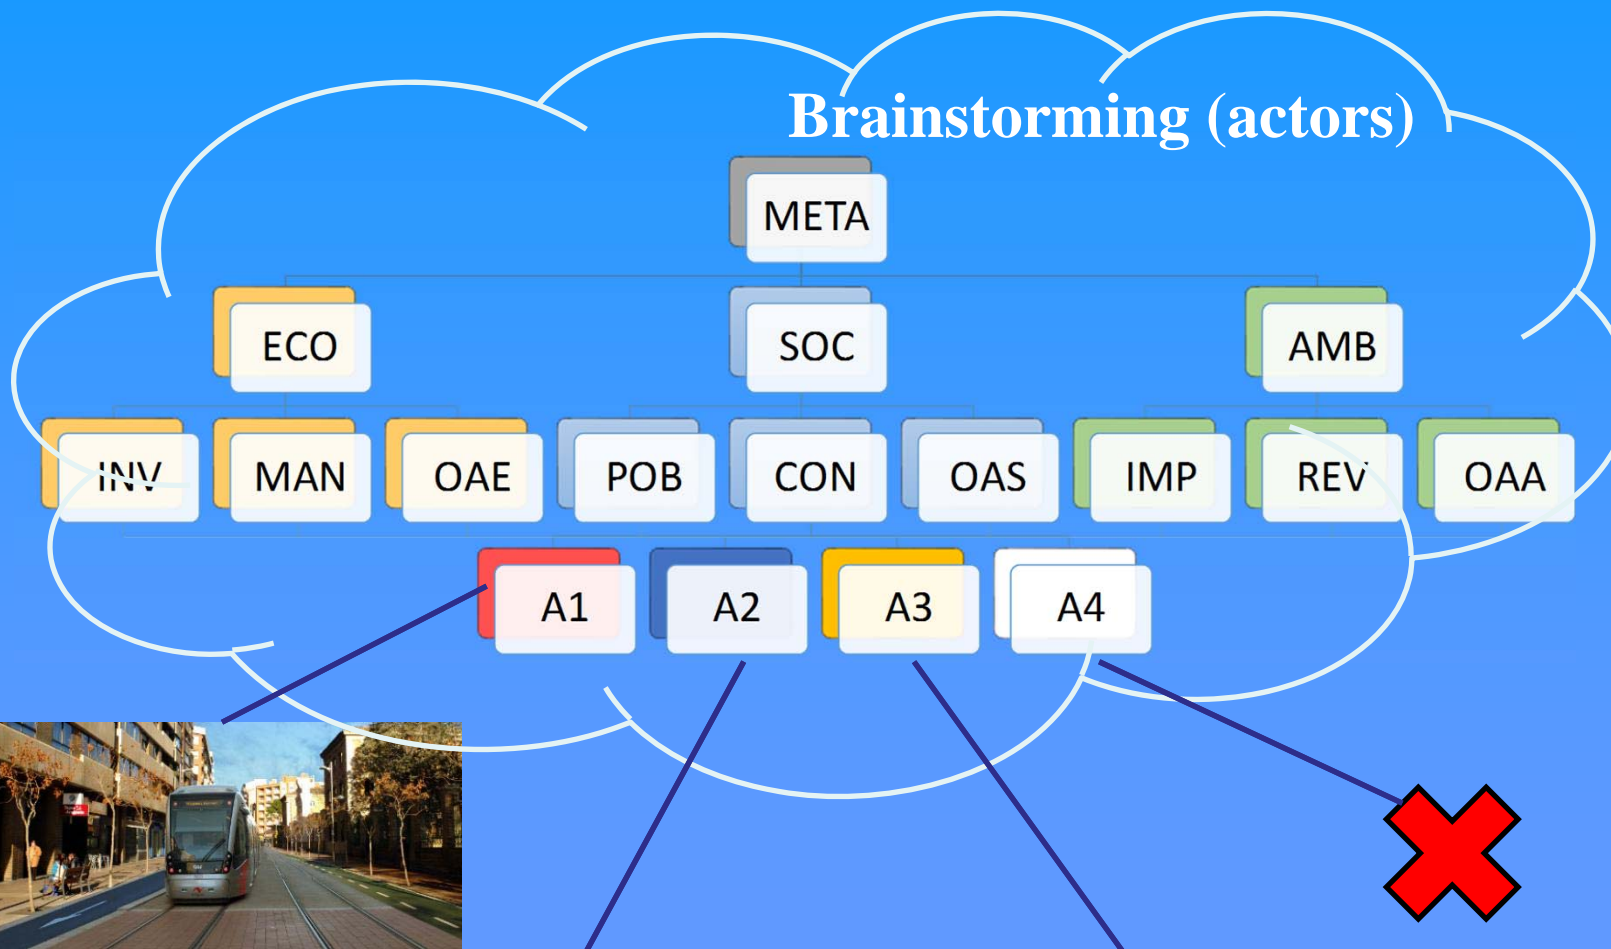 Brainstorming (actors)
META
ECO SOC AMB
INV MAN OAE POB CON OAS IMP REV OAA
A1 A2 A3 A4